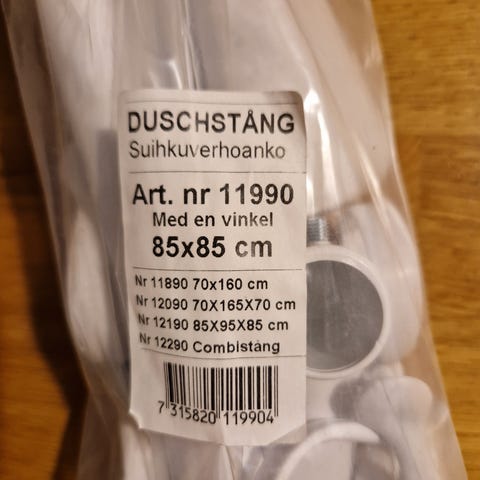 DUSCHSTÅNG
Suihkuverhoanko
Art. nr 11990
Med en vinkel
85x85 cm
Nr 11890 70x160 cm
Nr 12090 70X165X70 cm
Nr 12190 85X95X85 cm
Nr 12290 Combistång
7 315820 119904